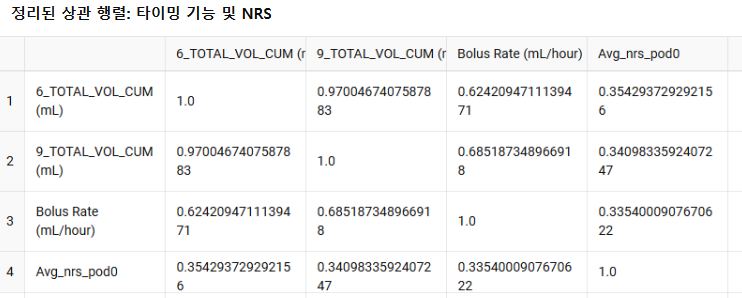 정리된 상관 행렬: 타이밍 기능 및 NRS
6_TOTAL_VOL_CUM (r 9_TOTAL_VOL_CUM (r Bolus Rate (mL/hour) Avg_nrs_pod0
1 6_TOTAL_VOL_CUM (mL) 1.0 0.9700467407587883 0.6242094711139471 0.354293729292156
2 9_TOTAL_VOL_CUM (mL) 0.9700467407587883 1.0 0.685187348966918 0.3409833592407247
3 Bolus Rate (mL/hour) 0.6242094711139471 0.685187348966918 1.0 0.3354000907670622
4 Avg_nrs_pod0 0.354293729292156 0.3409833592407247 0.3354000907670622 1.0